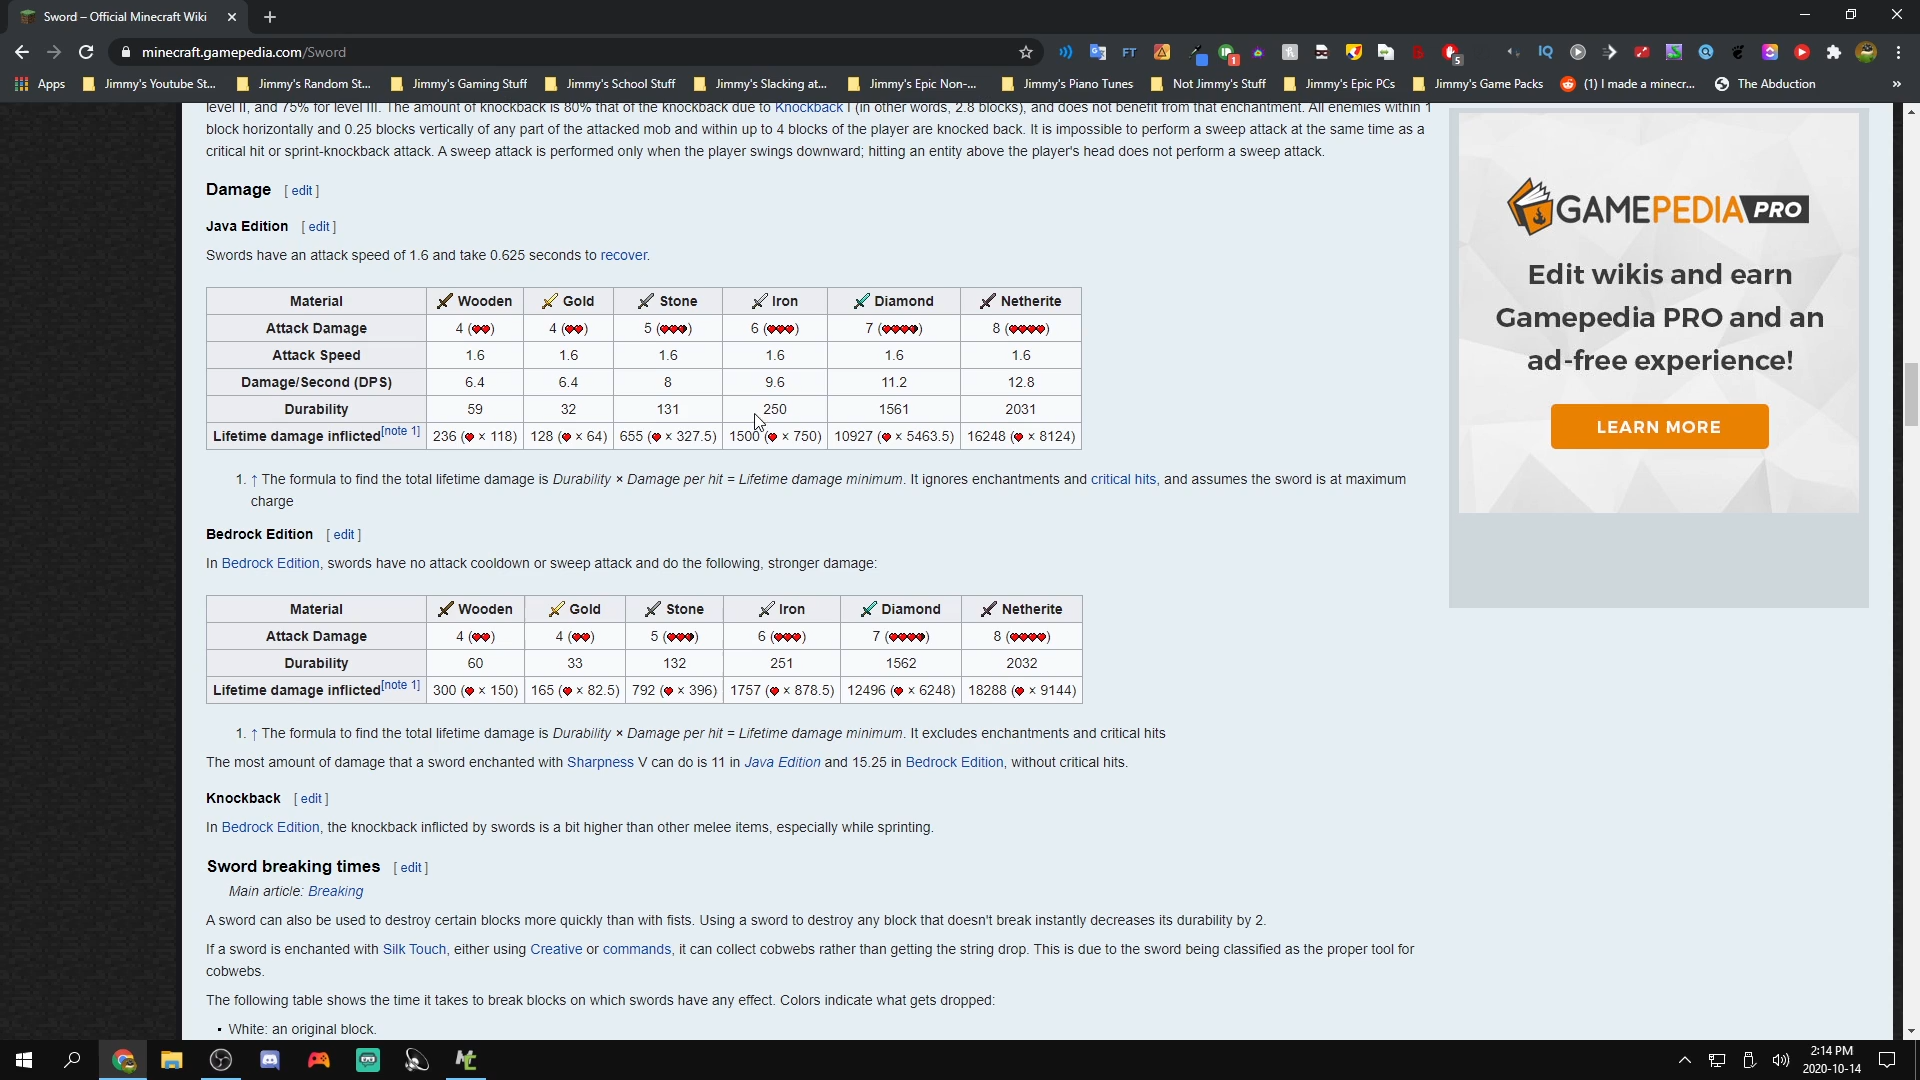 Sword – Official Minecraft Wiki
minecraft.gamepedia.com/Sword
Apps Jimmy's Youtube St... Jimmy's Random St... Jimmy's Gaming Stuff Jimmy's School Stuff Jimmy's Slacking at... Jimmy's Epic Non-... Jimmy's Piano Tunes Not Jimmy's Stuff Jimmy's Epic PCs Jimmy's Game Packs (1) I made a minecr... The Abduction »
level II, and 75% for level III. The amount of knockback is 80% that of the knockback due to Knockback I (in other words, 2.8 blocks), and does not benefit from that enchantment. All enemies within 1
block horizontally and 0.25 blocks vertically of any part of the attacked mob and within up to 4 blocks of the player are knocked back. It is impossible to perform a sweep attack at the same time as a
critical hit or sprint-knockback attack. A sweep attack is performed only when the player swings downward; hitting an entity above the player's head does not perform a sweep attack.
Damage [ edit ]
Java Edition [ edit ]
Swords have an attack speed of 1.6 and take 0.625 seconds to recover.
Material Wooden Gold Stone Iron Diamond Netherite
Attack Damage 4 (♥♥) 4 (♥♥) 5 (♥♥♥) 6 (♥♥♥) 7 (♥♥♥♥) 8 (♥♥♥♥)
Attack Speed 1.6 1.6 1.6 1.6 1.6 1.6
Damage/Second (DPS) 6.4 6.4 8 9.6 11.2 12.8
Durability 59 32 131 250 1561 2031
Lifetime damage inflicted[note 1] 236 (♥ × 118) 128 (♥ × 64) 655 (♥ × 327.5) 1500 (♥ × 750) 10927 (♥ × 5463.5) 16248 (♥ × 8124)
1. ↑ The formula to find the total lifetime damage is Durability × Damage per hit = Lifetime damage minimum. It ignores enchantments and critical hits, and assumes the sword is at maximum
charge
Bedrock Edition [ edit ]
In Bedrock Edition, swords have no attack cooldown or sweep attack and do the following, stronger damage:
Material Wooden Gold Stone Iron Diamond Netherite
Attack Damage 4 (♥♥) 4 (♥♥) 5 (♥♥♥) 6 (♥♥♥) 7 (♥♥♥♥) 8 (♥♥♥♥)
Durability 60 33 132 251 1562 2032
Lifetime damage inflicted[note 1] 300 (♥ × 150) 165 (♥ × 82.5) 792 (♥ × 396) 1757 (♥ × 878.5) 12496 (♥ × 6248) 18288 (♥ × 9144)
1. ↑ The formula to find the total lifetime damage is Durability × Damage per hit = Lifetime damage minimum. It excludes enchantments and critical hits
The most amount of damage that a sword enchanted with Sharpness V can do is 11 in Java Edition and 15.25 in Bedrock Edition, without critical hits.
Knockback [ edit ]
In Bedrock Edition, the knockback inflicted by swords is a bit higher than other melee items, especially while sprinting.
Sword breaking times [ edit ]
Main article: Breaking
A sword can also be used to destroy certain blocks more quickly than with fists. Using a sword to destroy any block that doesn't break instantly decreases its durability by 2.
If a sword is enchanted with Silk Touch, either using Creative or commands, it can collect cobwebs rather than getting the string drop. This is due to the sword being classified as the proper tool for
cobwebs.
The following table shows the time it takes to break blocks on which swords have any effect. Colors indicate what gets dropped:
▪ White: an original block.
GAMEPEDIA PRO
Edit wikis and earn
Gamepedia PRO and an
ad-free experience!
LEARN MORE
2:14 PM
2020-10-14